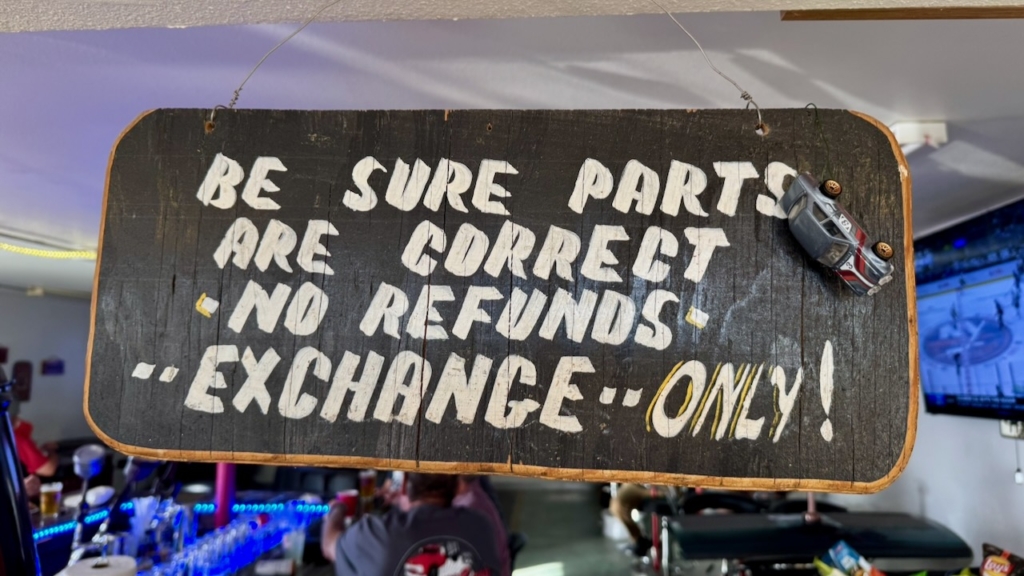 BE SURE PARTS
ARE CORRECT
-NO REFUNDS-
--EXCHANGE--ONLY!